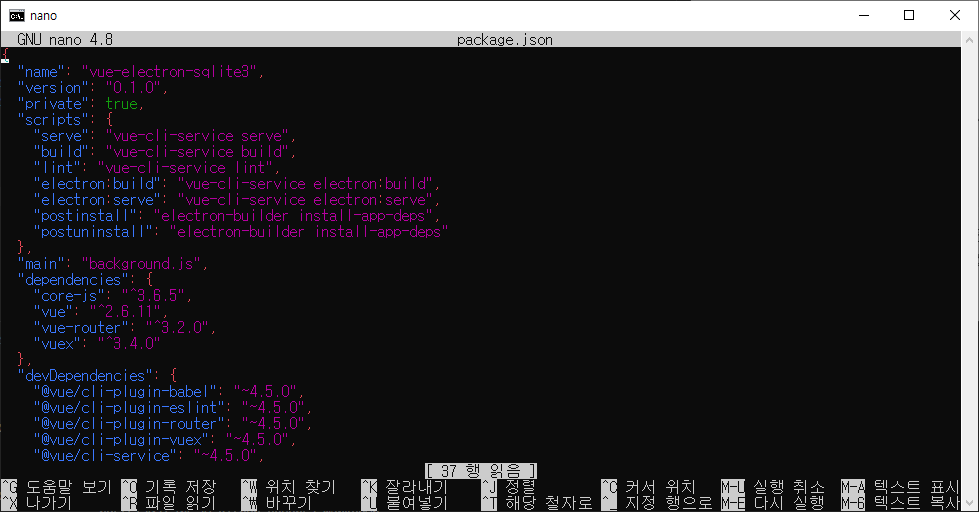 nano
GNU nano 4.8 package.json
{
"name": "vue-electron-sqlite3",
"version": "0.1.0",
"private": true,
"scripts": {
"serve": "vue-cli-service serve",
"build": "vue-cli-service build",
"lint": "vue-cli-service lint",
"electron:build": "vue-cli-service electron:build",
"electron:serve": "vue-cli-service electron:serve",
"postinstall": "electron-builder install-app-deps",
"postuninstall": "electron-builder install-app-deps"
},
"main": "background.js",
"dependencies": {
"core-js": "^3.6.5",
"vue": "^2.6.11",
"vue-router": "^3.2.0",
"vuex": "^3.4.0"
},
"devDependencies": {
"@vue/cli-plugin-babel": "~4.5.0",
"@vue/cli-plugin-eslint": "~4.5.0",
"@vue/cli-plugin-router": "~4.5.0",
"@vue/cli-plugin-vuex": "~4.5.0",
"@vue/cli-service": "~4.5.0",
[ 37 행 읽음 ]
^G 도움말 보기 ^O 기록 저장 ^W 위치 찾기 ^K 잘라내기 ^J 정렬 ^C 커서 위치 M-U 실행 취소 M-A 텍스트 표시
^X 나가기 ^R 파일 읽기 ^\ 바꾸기 ^U 붙여넣기 ^T 해당 철자로 ^_ 지정 행으로 M-E 다시 실행 M-6 텍스트 복사